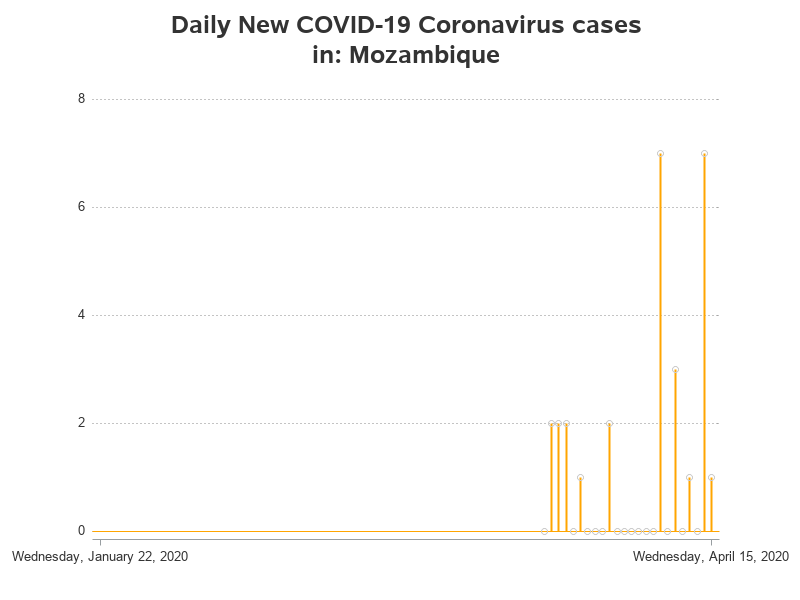 Daily New COVID-19 Coronavirus cases
in: Mozambique
8
6
4
2
0
Wednesday, January 22, 2020
Wednesday, April 15, 2020